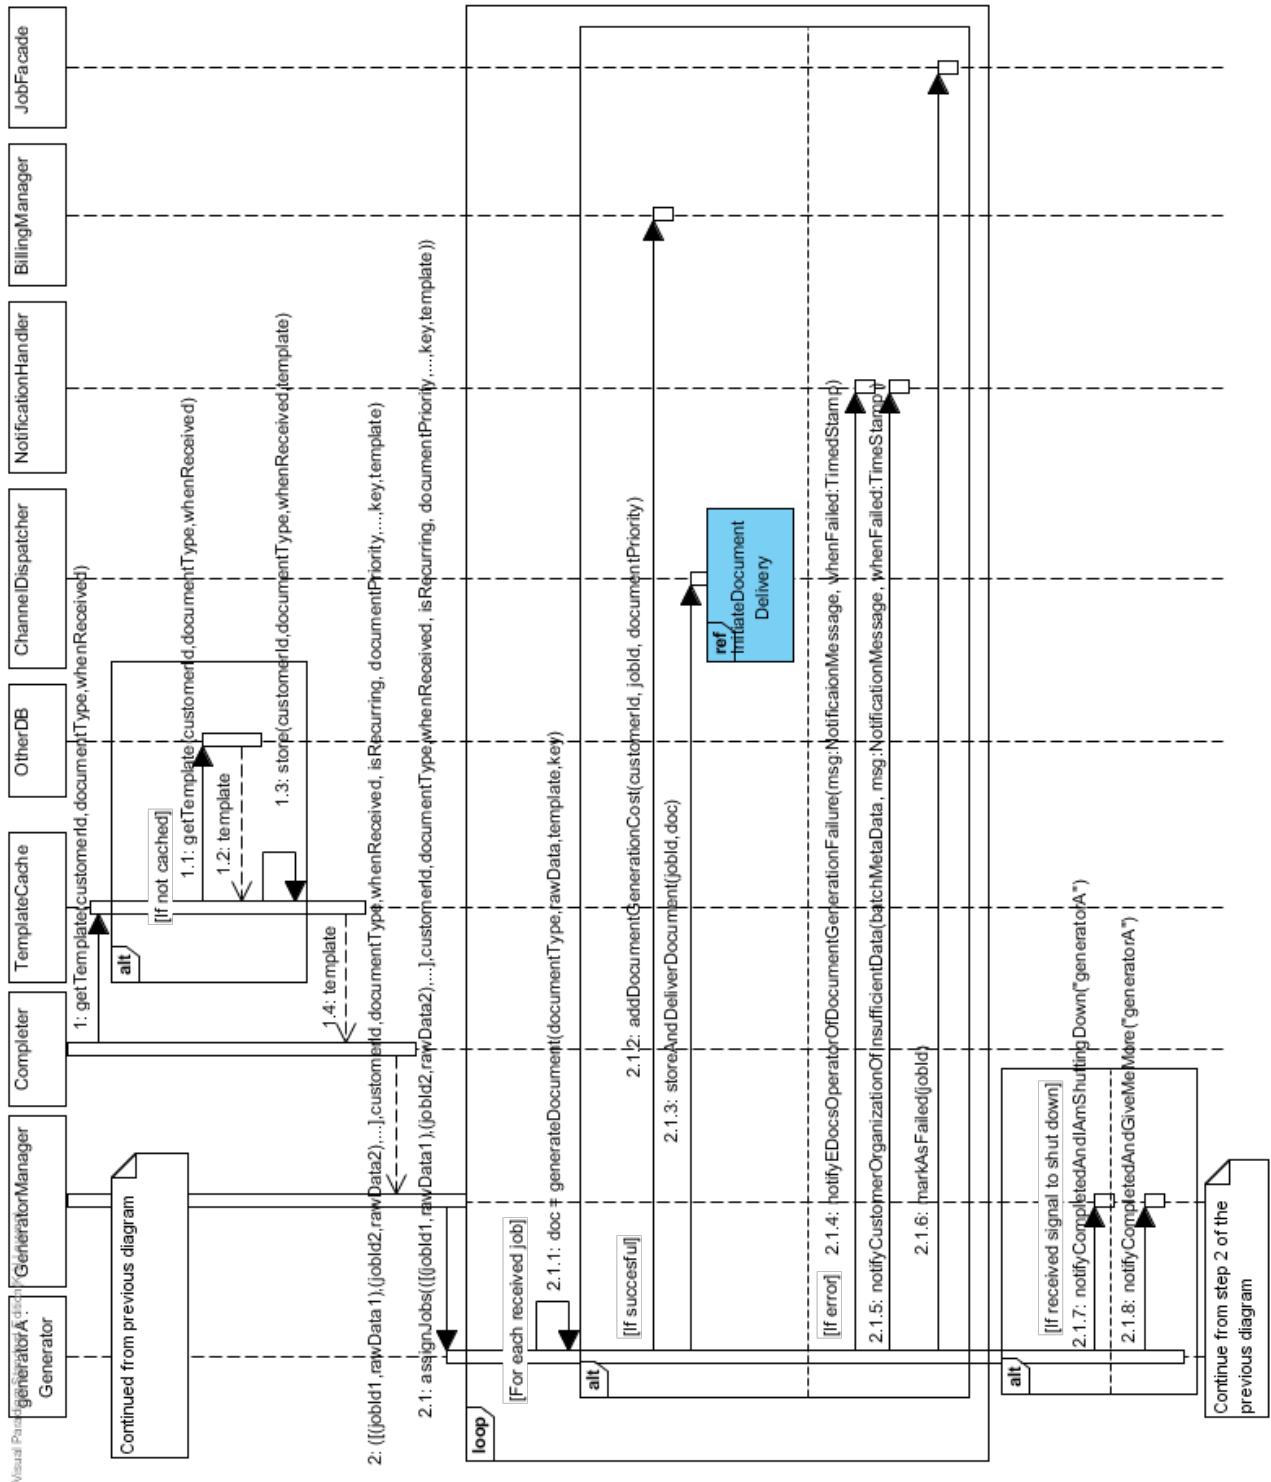 Visual Paradigm Standard Edition
generatorA :
Generator
GeneratorManager
Completer
TemplateCache
OtherDB
ChannelDispatcher
NotificationHandler
BillingManager
JobFacade
Continued from previous diagram
1: getTemplate(customerId,documentType,whenReceived)
alt
[If not cached]
1.1: getTemplate(customerId,documentType,whenReceived)
1.2: template
1.3: store(customerId,documentType,whenReceived,template)
1.4: template
2: ([(jobId1,rawData1),(jobId2,rawData2),...],customerId,documentType,whenReceived, isRecurring, documentPriority,...,key,template)
2.1: assignJobs(([(jobId1,rawData1),(jobId2,rawData2),...],customerId,documentType,whenReceived, isRecurring, documentPriority,...,key,template))
loop
[For each received job]
2.1.1: doc = generateDocument(documentType,rawData,template,key)
alt
[If succesful]
2.1.2: addDocumentGenerationCost(customerId, jobId, documentPriority)
2.1.3: storeAndDeliverDocument(jobId,doc)
ref
InitiateDocument
Delivery
[If error]
2.1.4: notifyEDocsOperatorOfDocumentGenerationFailure(msg:NotificaionMessage, whenFailed:TimedStamp)
2.1.5: notifyCustomerOrganizationOfInsufficientData(batchMetaData, msg:NotificationMessage, whenFailed:TimeStamp)
2.1.6: markAsFailed(jobId)
alt
[If received signal to shut down]
2.1.7: notifyCompletedAndIAmShuttingDown("generatorA")
2.1.8: notifyCompletedAndGiveMeMore("generatorA")
Continue from step 2 of the
previous diagram